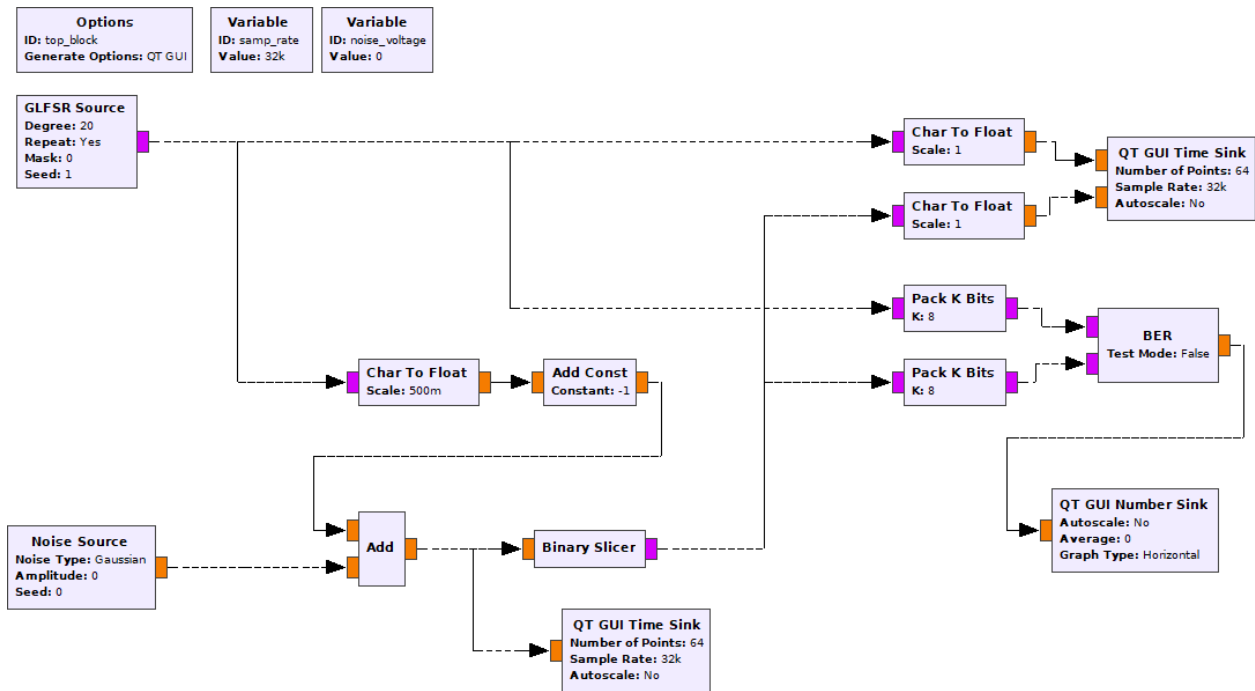 Options
ID: top_block
Generate Options: QT GUI
Variable
ID: samp_rate
Value: 32k
Variable
ID: noise_voltage
Value: 0
GLFSR Source
Degree: 20
Repeat: Yes
Mask: 0
Seed: 1
Char To Float
Scale: 1
QT GUI Time Sink
Number of Points: 64
Sample Rate: 32k
Autoscale: No
Char To Float
Scale: 1
Pack K Bits
K: 8
BER
Test Mode: False
Char To Float
Scale: 500m
Add Const
Constant: -1
Pack K Bits
K: 8
Noise Source
Noise Type: Gaussian
Amplitude: 0
Seed: 0
Add
Binary Slicer
QT GUI Number Sink
Autoscale: No
Average: 0
Graph Type: Horizontal
QT GUI Time Sink
Number of Points: 64
Sample Rate: 32k
Autoscale: No